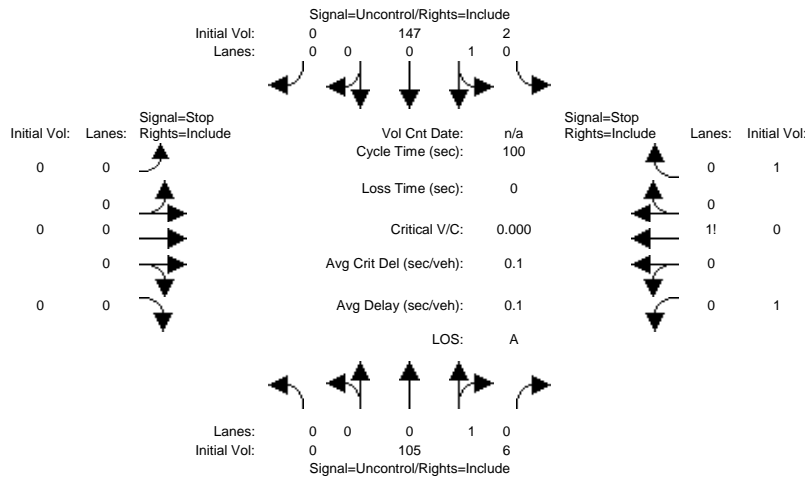 Signal=Uncontrol/Rights=Include
Initial Vol: 0 147 2
Lanes: 0 0 0 1 0
Signal=Stop Signal=Stop
Initial Vol: Lanes: Rights=Include Vol Cnt Date: n/a Rights=Include Lanes: Initial Vol:
Cycle Time (sec): 100
0 0 0 1
Loss Time (sec): 0
0 0
0 0 Critical V/C: 0.000 1! 0
0 Avg Crit Del (sec/veh): 0.1 0
0 0 Avg Delay (sec/veh): 0.1 0 1
LOS: A
Lanes: 0 0 0 1 0
Initial Vol: 0 105 6
Signal=Uncontrol/Rights=Include